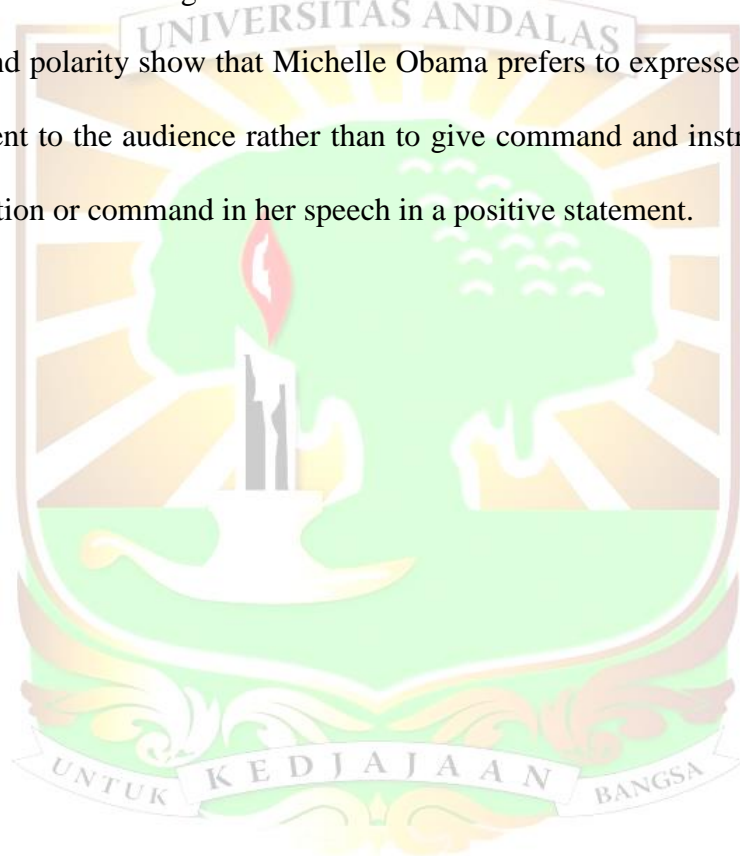 UNIVERSITAS ANDALAS
nd polarity show that Michelle Obama prefers to expresse
ent to the audience rather than to give command and instr
tion or command in her speech in a positive statement.
UNTUK KEDJAJAAN BANGSA